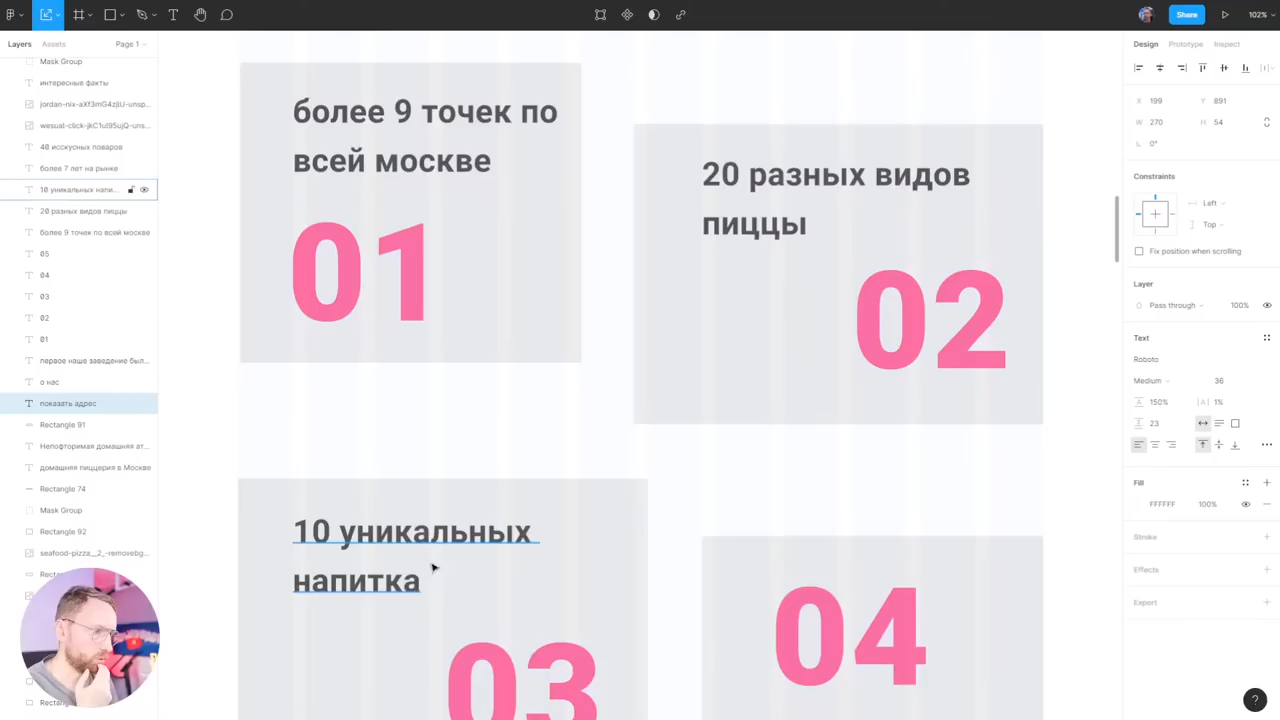 Share
102%
Layers
Assets
Page 1
Mask Group
интересные факты
jordan-nix-aXf3mG4zjIU-unsp...
wesual-click-jkC1uI95ujQ-uns...
40 исскусных поваров
более 7 лет на рынке
10 уникальных напи...
20 разных видов пиццы
более 9 точек по всей москве
05
04
03
02
01
первое наше заведение был...
о нас
показать адрес
Rectangle 91
Непофторимая домашняя ат...
домашняя пиццерия в Москве
Rectangle 74
Mask Group
Rectangle 92
seafood-pizza__2_-removebg...
более 9 точек по
всей москве
01
20 разных видов
пиццы
02
10 уникальных
напитка
03
04
Design
Prototype
Inspect
X 199
Y 891
W 270
H 54
0°
Constraints
Left
Top
Fix position when scrolling
Layer
Pass through
100%
Text
Roboto
Medium
36
150%
|A| 1%
23
Fill
FFFFFF
100%
Stroke
Effects
Export
?